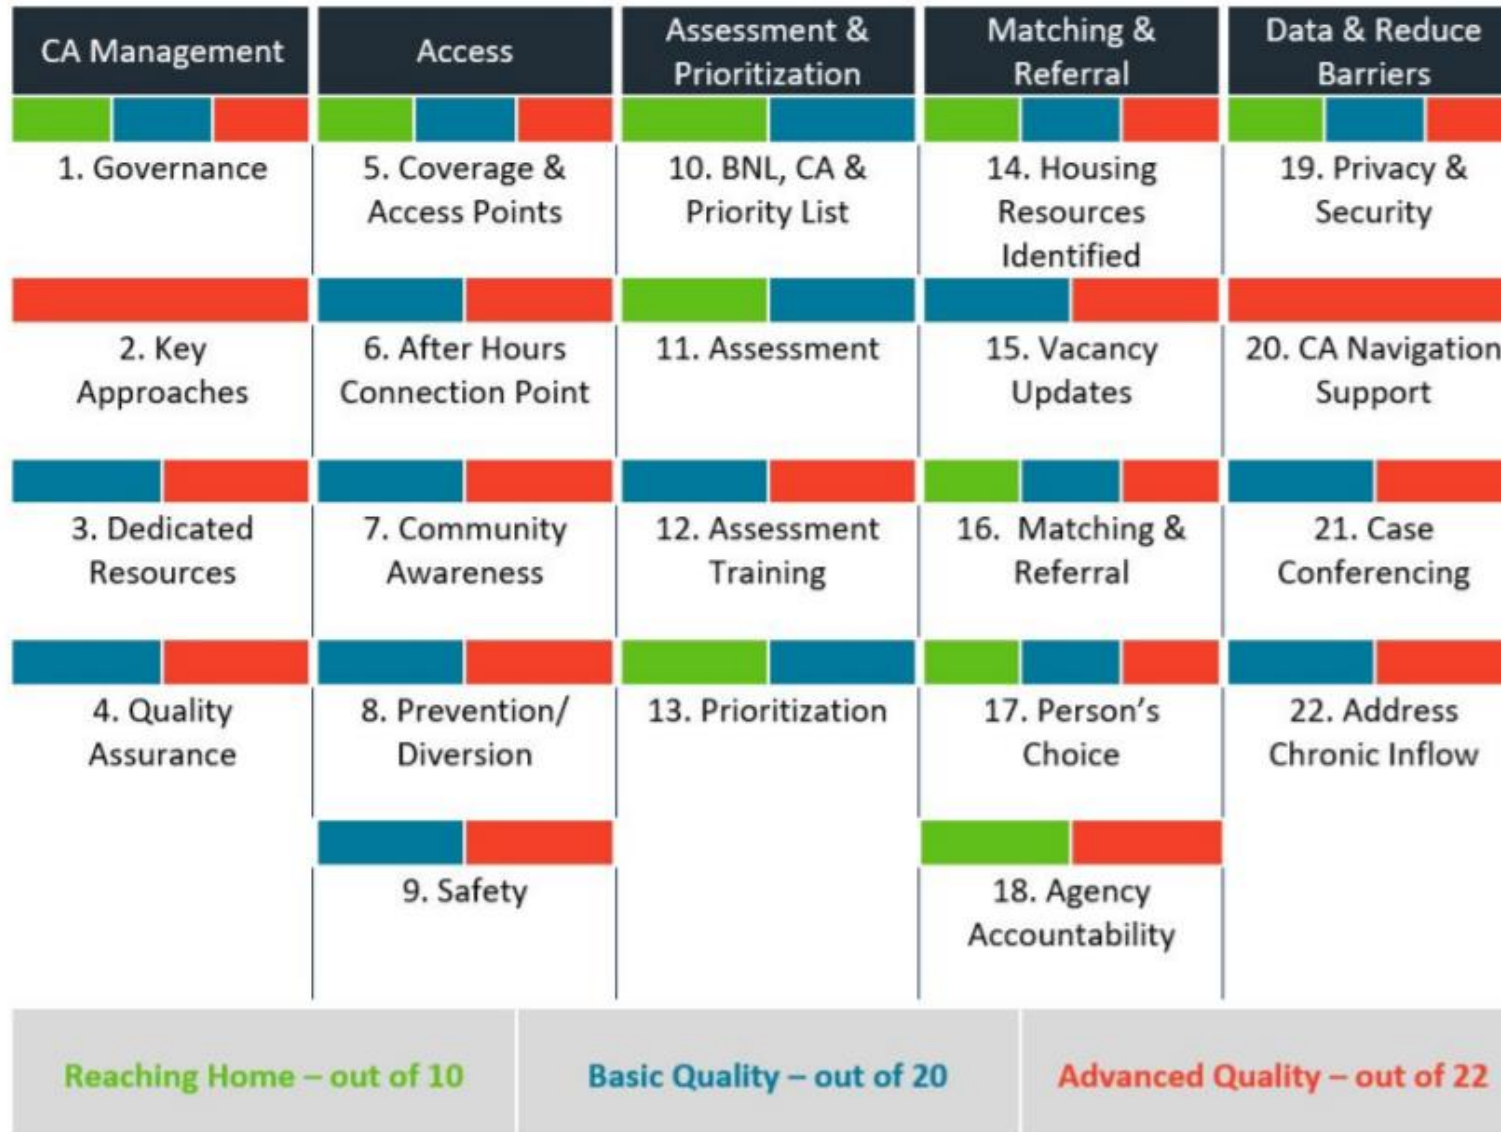 CA Management
Access
Assessment &
Prioritization
Matching &
Referral
Data & Reduce
Barriers
1. Governance
5. Coverage &
Access Points
10. BNL, CA &
Priority List
14. Housing
Resources
Identified
19. Privacy &
Security
2. Key
Approaches
6. After Hours
Connection Point
11. Assessment
15. Vacancy
Updates
20. CA Navigation
Support
3. Dedicated
Resources
7. Community
Awareness
12. Assessment
Training
16. Matching &
Referral
21. Case
Conferencing
4. Quality
Assurance
8. Prevention/
Diversion
13. Prioritization
17. Person's
Choice
22. Address
Chronic Inflow
9. Safety
18. Agency
Accountability
Reaching Home – out of 10
Basic Quality – out of 20
Advanced Quality – out of 22